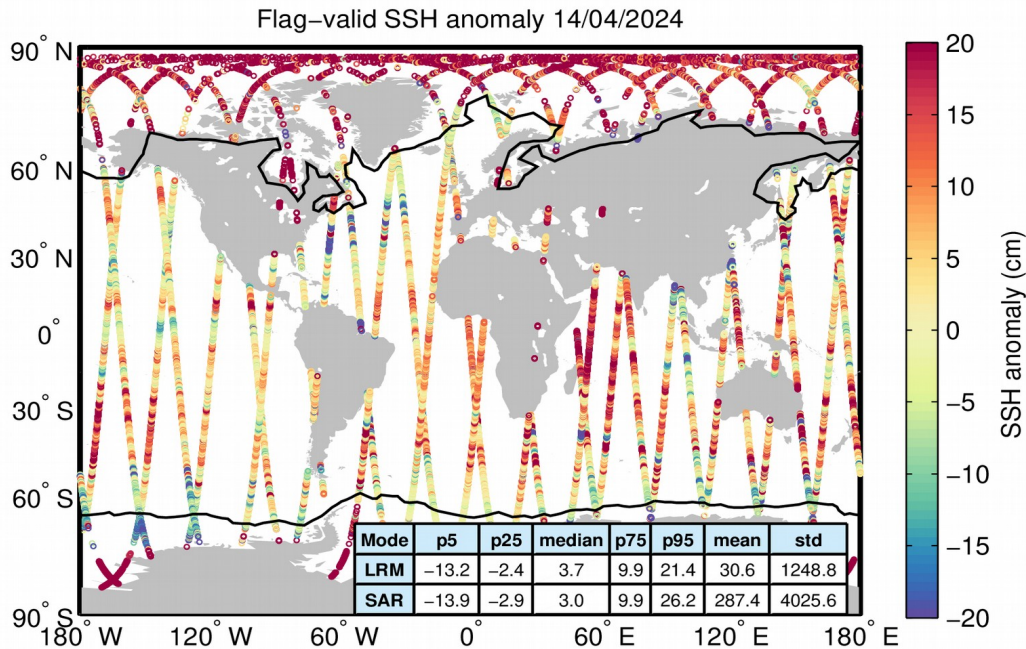 Flag−valid SSH anomaly 14/04/2024
90° N
60° N
30° N
0°
30° S
60° S
90° S
180° W
120° W
60° W
0°
60° E
120° E
180° E
Mode p5 p25 median p75 p95 mean std
LRM −13.2 −2.4 3.7 9.9 21.4 30.6 1248.8
SAR −13.9 −2.9 3.0 9.9 26.2 287.4 4025.6
20
15
10
5
0
−5
−10
−15
−20
SSH anomaly (cm)